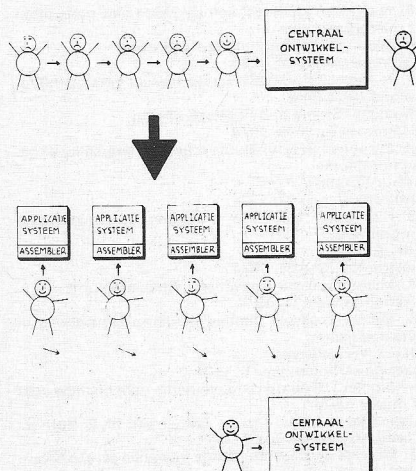 CENTRAAL
ONTWIKKEL-
SYSTEEM
APPLICATIE
SYSTEEM
ASSEMBLER
APPLICATIE
SYSTEEM
ASSEMBLER
APPLICATIE
SYSTEEM
ASSEMBLER
APPLICATIE
SYSTEEM
ASSEMBLER
APPLICATIE
SYSTEEM
ASSEMBLER
CENTRAAL
ONTWIKKEL-
SYSTEEM